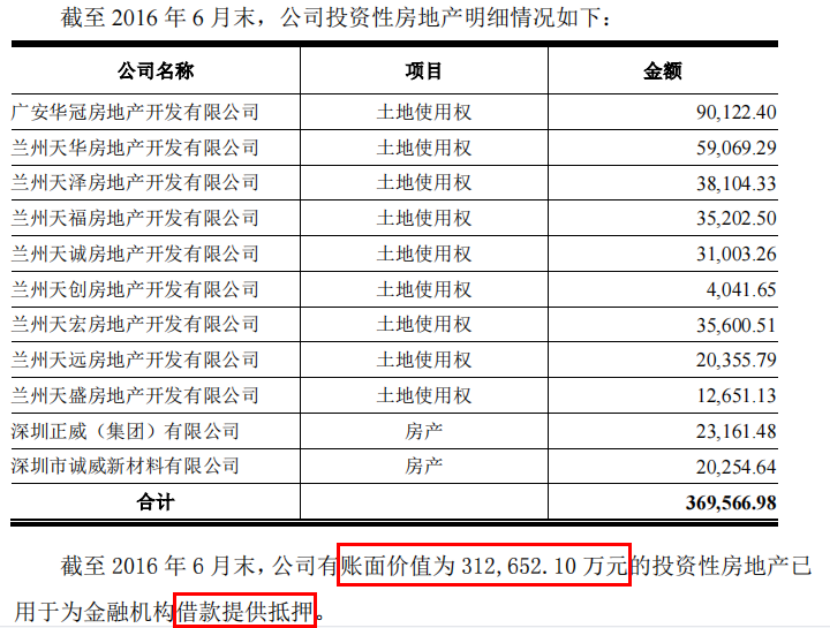 截至 2016 年 6 月末，公司投资性房地产明细情况如下：
公司名称 项目 金额
广安华冠房地产开发有限公司 土地使用权 90,122.40
兰州天华房地产开发有限公司 土地使用权 59,069.29
兰州天泽房地产开发有限公司 土地使用权 38,104.33
兰州天福房地产开发有限公司 土地使用权 35,202.50
兰州天诚房地产开发有限公司 土地使用权 31,003.26
兰州天创房地产开发有限公司 土地使用权 4,041.65
兰州天宏房地产开发有限公司 土地使用权 35,600.51
兰州天远房地产开发有限公司 土地使用权 20,355.79
兰州天盛房地产开发有限公司 土地使用权 12,651.13
深圳正威（集团）有限公司 房产 23,161.48
深圳市诚威新材料有限公司 房产 20,254.64
合计 369,566.98
截至 2016 年 6 月末，公司有账面价值为 312,652.10 万元的投资性房地产已
用于为金融机构借款提供抵押。